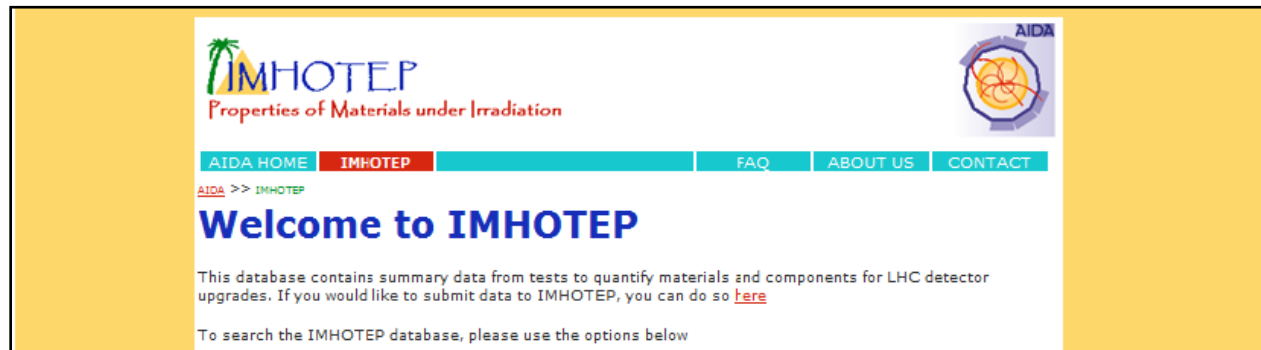 IMHOTEP
AIDA
Properties of Materials under Irradiation
AIDA HOME IMHOTEP FAQ ABOUT US CONTACT
AIDA >> IMHOTEP
Welcome to IMHOTEP
This database contains summary data from tests to quantify materials and components for LHC detector
upgrades. If you would like to submit data to IMHOTEP, you can do so here
To search the IMHOTEP database, please use the options below